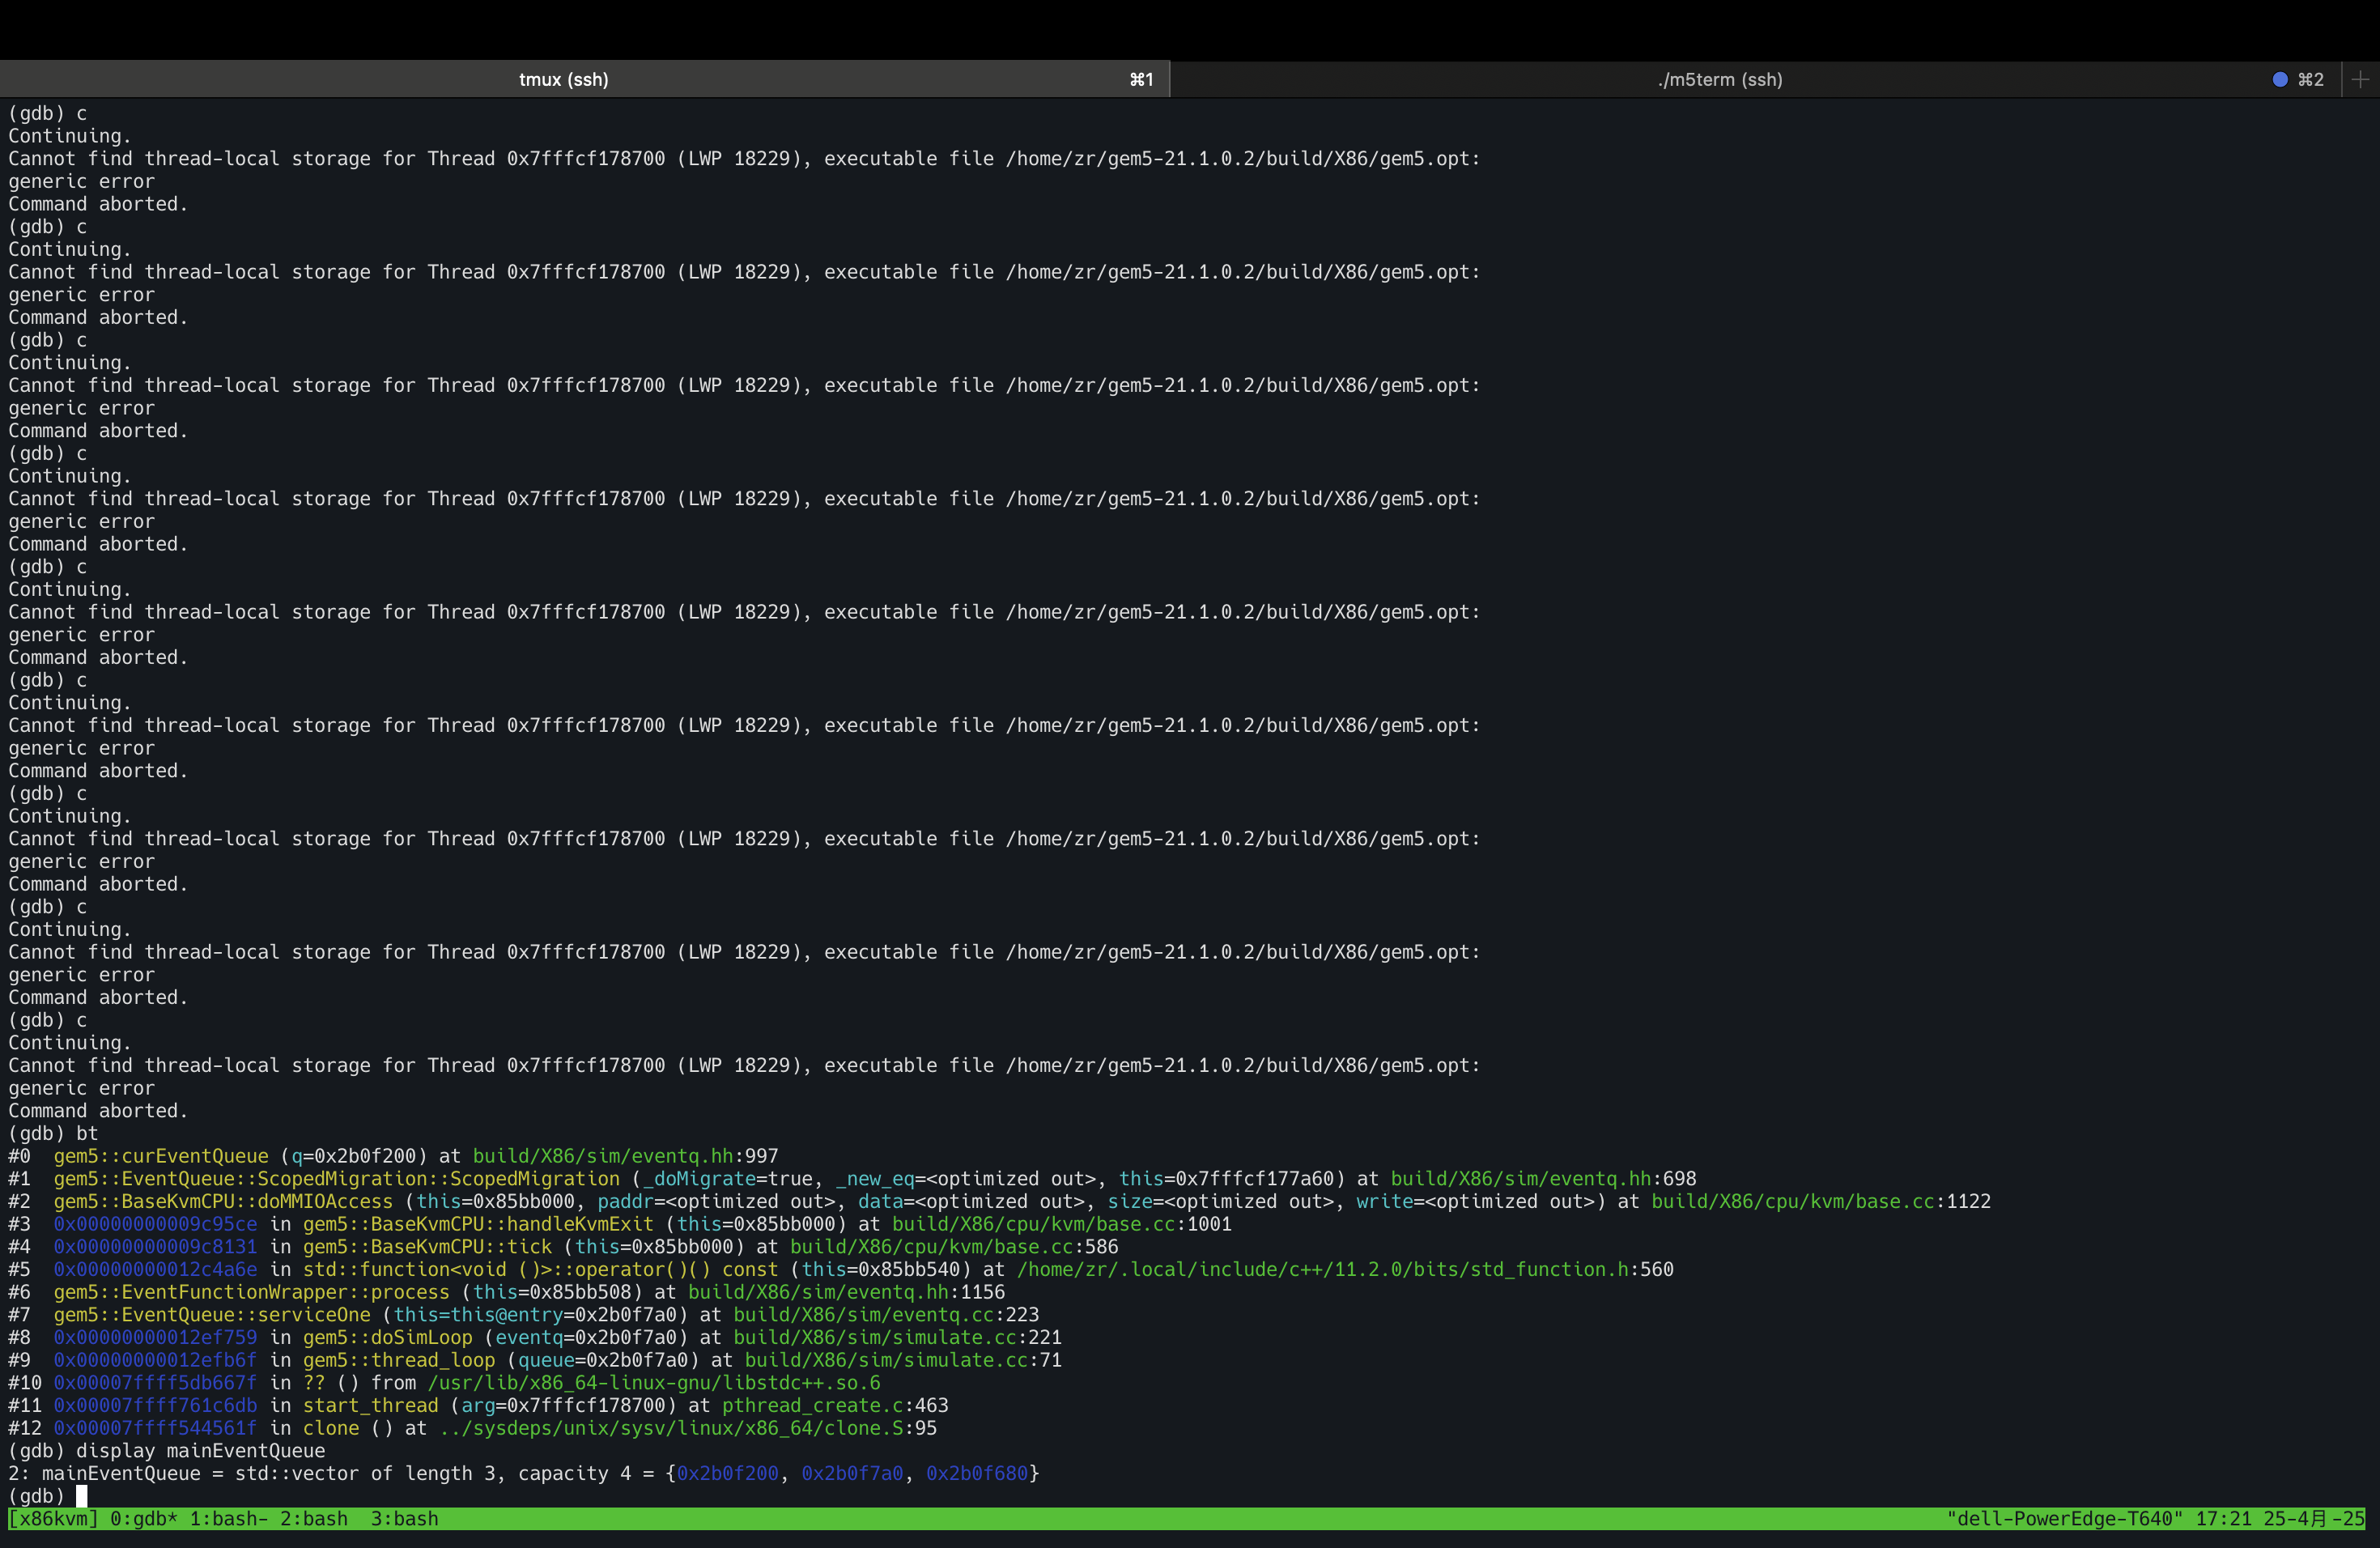 tmux (ssh) ⌘1 ./m5term (ssh) ⌘2
(gdb) c
Continuing.
Cannot find thread-local storage for Thread 0x7fffcf178700 (LWP 18229), executable file /home/zr/gem5-21.1.0.2/build/X86/gem5.opt:
generic error
Command aborted.
(gdb) c
Continuing.
Cannot find thread-local storage for Thread 0x7fffcf178700 (LWP 18229), executable file /home/zr/gem5-21.1.0.2/build/X86/gem5.opt:
generic error
Command aborted.
(gdb) c
Continuing.
Cannot find thread-local storage for Thread 0x7fffcf178700 (LWP 18229), executable file /home/zr/gem5-21.1.0.2/build/X86/gem5.opt:
generic error
Command aborted.
(gdb) c
Continuing.
Cannot find thread-local storage for Thread 0x7fffcf178700 (LWP 18229), executable file /home/zr/gem5-21.1.0.2/build/X86/gem5.opt:
generic error
Command aborted.
(gdb) c
Continuing.
Cannot find thread-local storage for Thread 0x7fffcf178700 (LWP 18229), executable file /home/zr/gem5-21.1.0.2/build/X86/gem5.opt:
generic error
Command aborted.
(gdb) c
Continuing.
Cannot find thread-local storage for Thread 0x7fffcf178700 (LWP 18229), executable file /home/zr/gem5-21.1.0.2/build/X86/gem5.opt:
generic error
Command aborted.
(gdb) c
Continuing.
Cannot find thread-local storage for Thread 0x7fffcf178700 (LWP 18229), executable file /home/zr/gem5-21.1.0.2/build/X86/gem5.opt:
generic error
Command aborted.
(gdb) c
Continuing.
Cannot find thread-local storage for Thread 0x7fffcf178700 (LWP 18229), executable file /home/zr/gem5-21.1.0.2/build/X86/gem5.opt:
generic error
Command aborted.
(gdb) c
Continuing.
Cannot find thread-local storage for Thread 0x7fffcf178700 (LWP 18229), executable file /home/zr/gem5-21.1.0.2/build/X86/gem5.opt:
generic error
Command aborted.
(gdb) bt
#0  gem5::curEventQueue (q=0x2b0f200) at build/X86/sim/eventq.hh:997
#1  gem5::EventQueue::ScopedMigration::ScopedMigration (_doMigrate=true, _new_eq=<optimized out>, this=0x7fffcf177a60) at build/X86/sim/eventq.hh:698
#2  gem5::BaseKvmCPU::doMMIOAccess (this=0x85bb000, paddr=<optimized out>, data=<optimized out>, size=<optimized out>, write=<optimized out>) at build/X86/cpu/kvm/base.cc:1122
#3  0x00000000009c95ce in gem5::BaseKvmCPU::handleKvmExit (this=0x85bb000) at build/X86/cpu/kvm/base.cc:1001
#4  0x00000000009c8131 in gem5::BaseKvmCPU::tick (this=0x85bb000) at build/X86/cpu/kvm/base.cc:586
#5  0x00000000012c4a6e in std::function<void ()>::operator()() const (this=0x85bb540) at /home/zr/.local/include/c++/11.2.0/bits/std_function.h:560
#6  gem5::EventFunctionWrapper::process (this=0x85bb508) at build/X86/sim/eventq.hh:1156
#7  gem5::EventQueue::serviceOne (this=this@entry=0x2b0f7a0) at build/X86/sim/eventq.cc:223
#8  0x00000000012ef759 in gem5::doSimLoop (eventq=0x2b0f7a0) at build/X86/sim/simulate.cc:221
#9  0x00000000012efb6f in gem5::thread_loop (queue=0x2b0f7a0) at build/X86/sim/simulate.cc:71
#10 0x00007ffff5db667f in ?? () from /usr/lib/x86_64-linux-gnu/libstdc++.so.6
#11 0x00007ffff761c6db in start_thread (arg=0x7fffcf178700) at pthread_create.c:463
#12 0x00007ffff544561f in clone () at ../sysdeps/unix/sysv/linux/x86_64/clone.S:95
(gdb) display mainEventQueue
2: mainEventQueue = std::vector of length 3, capacity 4 = {0x2b0f200, 0x2b0f7a0, 0x2b0f680}
(gdb)
[x86kvm] 0:gdb* 1:bash- 2:bash  3:bash "dell-PowerEdge-T640" 17:21 25-4月-25